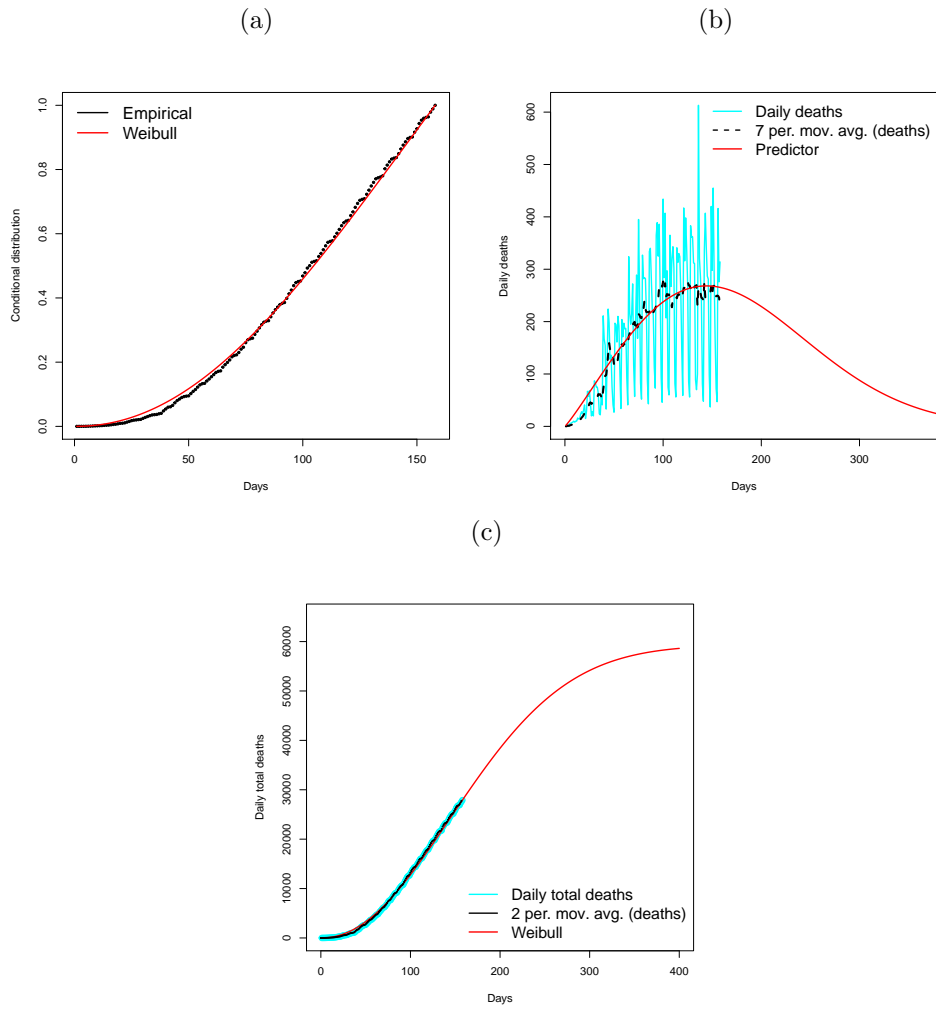 (a)
Empirical
Weibull
Conditional distribution
0.0
0.2
0.4
0.6
0.8
1.0
0
50
100
150
Days
(b)
Daily deaths
7 per. mov. avg. (deaths)
Predictor
Daily deaths
0
100
200
300
400
500
600
0
100
200
300
Days
(c)
Daily total deaths
0
10000
20000
30000
40000
50000
60000
Daily total deaths
2 per. mov. avg. (deaths)
Weibull
0
100
200
300
400
Days